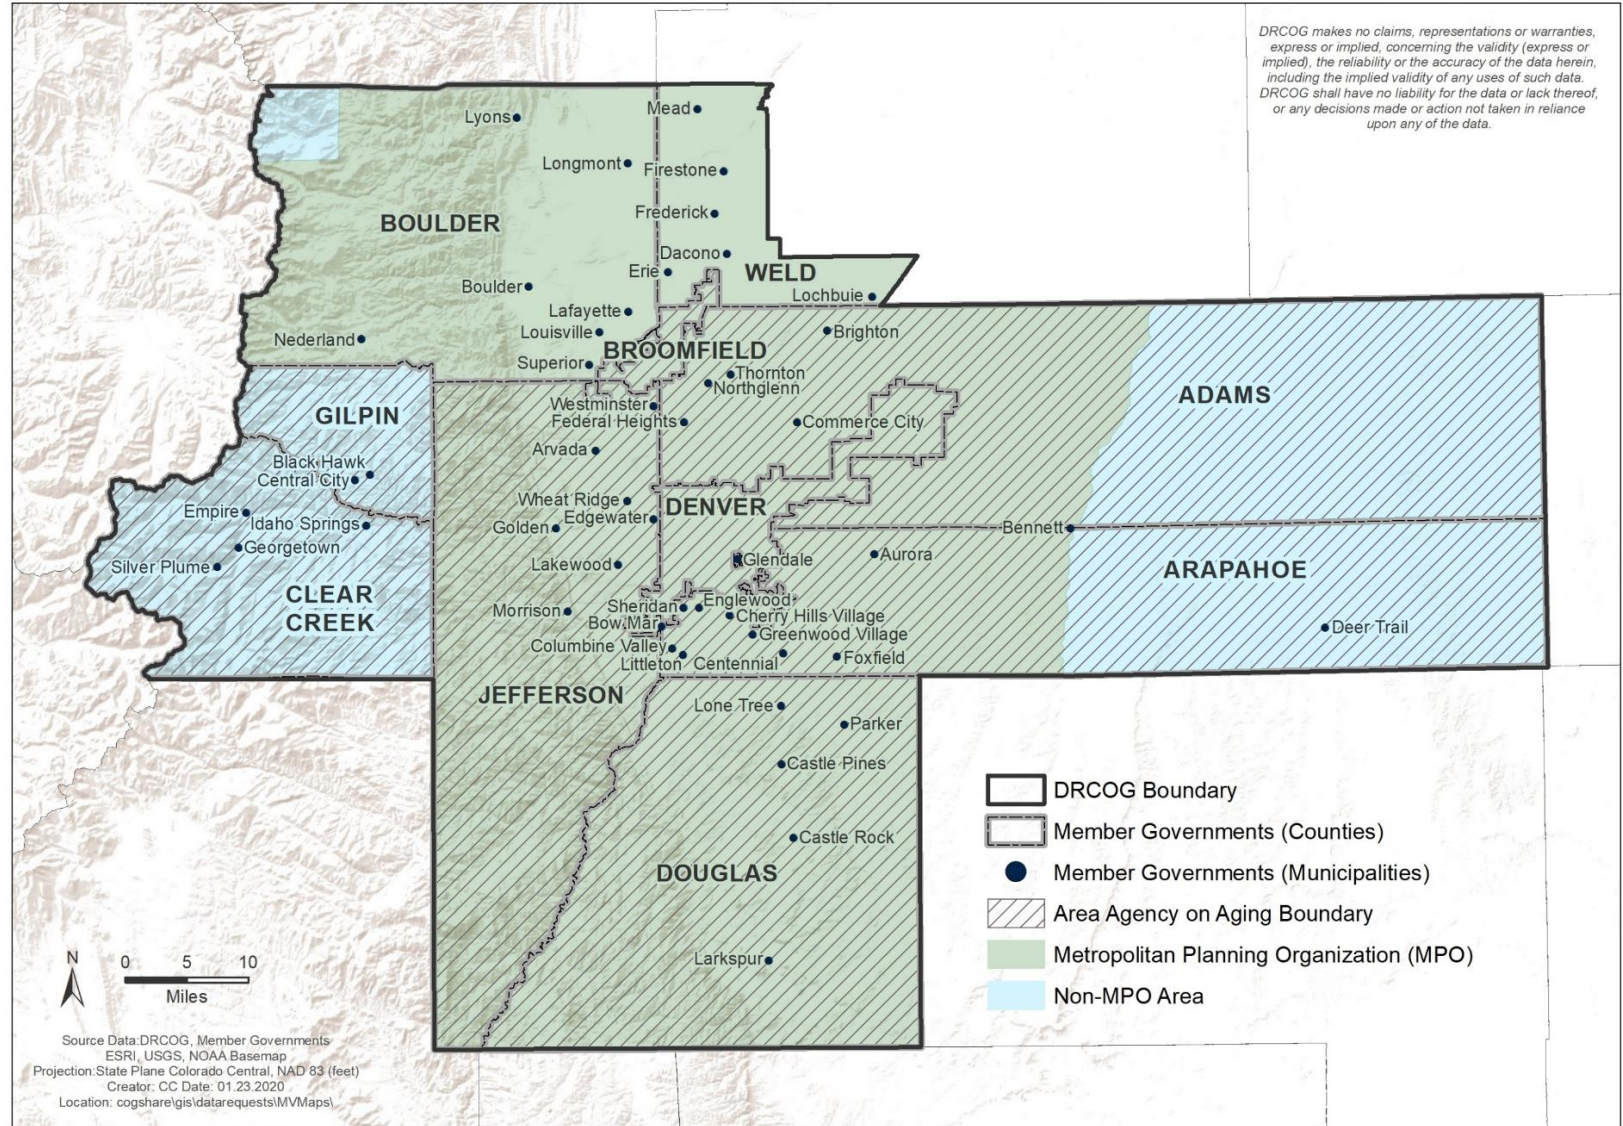 DRCOG makes no claims, representations or warranties,
express or implied, concerning the validity (express or
implied), the reliability or the accuracy of the data herein,
including the implied validity of any uses of such data.
DRCOG shall have no liability for the data or lack thereof,
or any decisions made or action not taken in reliance
upon any of the data.
Mead
Lyons
Longmont
Firestone
Frederick
BOULDER
Dacono
Erie
WELD
Boulder
Lochbuie
Lafayette
Louisville
Brighton
Nederland
BROOMFIELD
Superior
Thornton
Northglenn
ADAMS
Westminster
GILPIN
Federal Heights
Commerce City
Arvada
Black Hawk
Central City
Wheat Ridge
DENVER
Empire
Edgewater
Idaho Springs
Golden
Bennett
Georgetown
Aurora
Glendale
Silver Plume
Lakewood
ARAPAHOE
CLEAR
CREEK
Englewood
Sheridan
Morrison
Cherry Hills Village
Bow Mar
Deer Trail
Greenwood Village
Columbine Valley
Foxfield
Littleton
Centennial
JEFFERSON
Lone Tree
Parker
Castle Pines
Castle Rock
DOUGLAS
Larkspur
DRCOG Boundary
Member Governments (Counties)
Member Governments (Municipalities)
Area Agency on Aging Boundary
Metropolitan Planning Organization (MPO)
Non-MPO Area
N
0 5 10
Miles
Source Data:DRCOG, Member Governments
ESRI, USGS, NOAA Basemap
Projection:State Plane Colorado Central, NAD 83 (feet)
Creator: CC Date: 01.23.2020
Location: cogshare\gis\datarequests\MVMaps\